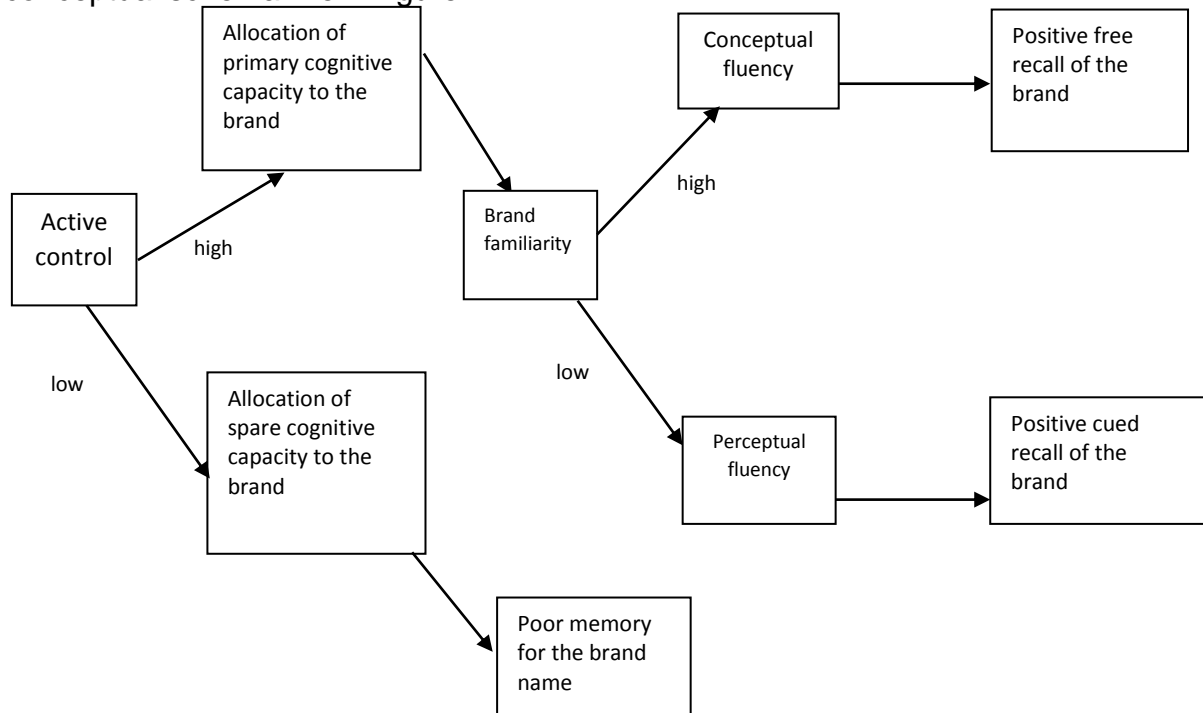 Allocation of
primary cognitive
capacity to the
brand
Conceptual
fluency
Positive free
recall of the
brand
high
Active
control
high
Brand
familiarity
low
low
Allocation of
spare cognitive
capacity to the
brand
Perceptual
fluency
Positive cued
recall of the
brand
Poor memory
for the brand
name